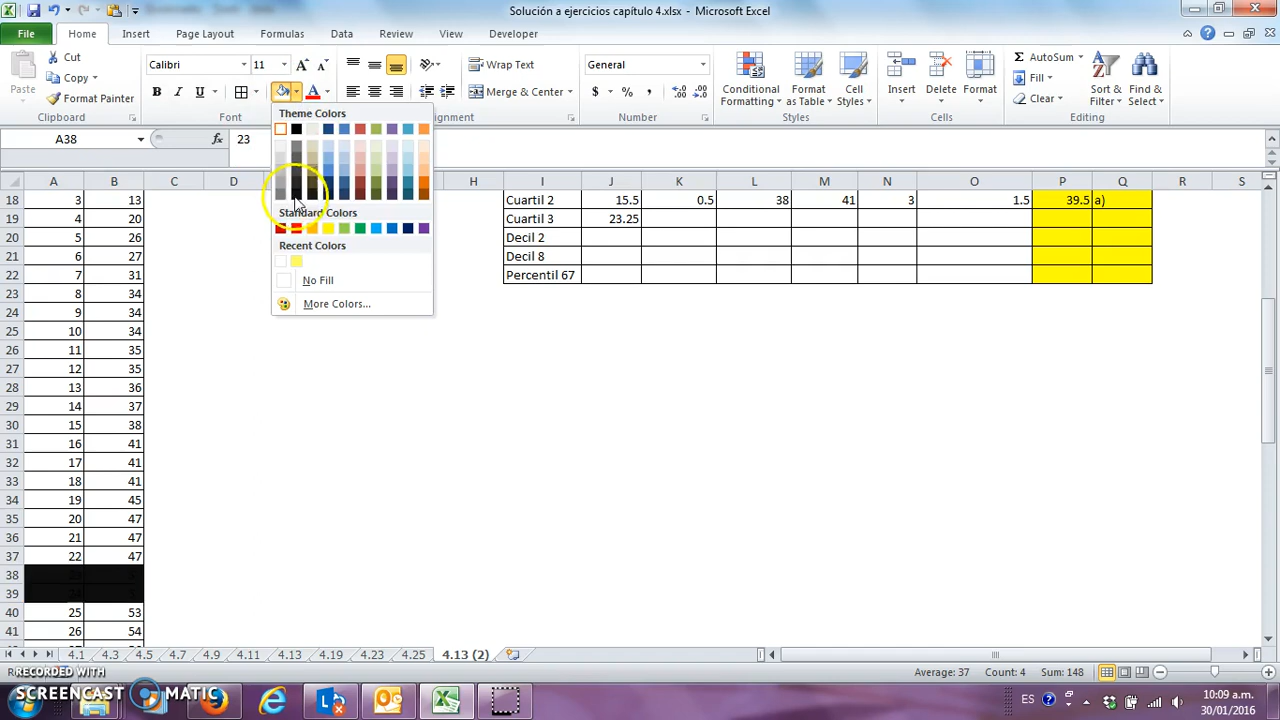 Solución a ejercicios capítulo 4.xlsx - Microsoft Excel
File Home Insert Page Layout Formulas Data Review View Developer
Paste
Cut
Copy
Format Painter
Clipboard
Calibri 11
B I U A
Font
Wrap Text
Merge & Center
lignment
General
$ % ,
Number
Conditional Formatting
Format as Table
Cell Styles
Styles
Insert Delete Format
Cells
AutoSum
Fill
Clear
Sort & Filter
Find & Select
Editing
A38 fx 23
Theme Colors
Standard Colors
Recent Colors
No Fill
More Colors...
A B C D H I J K L M N O P Q R S
18 3 13 Cuartil 2 15.5 0.5 38 41 3 1.5 39.5 a)
19 4 20 Cuartil 3 23.25
20 5 26 Decil 2
21 6 27 Decil 8
22 7 31 Percentil 67
23 8 34
24 9 34
25 10 34
26 11 35
27 12 35
28 13 36
29 14 37
30 15 38
31 16 41
32 17 41
33 18 41
34 19 45
35 20 47
36 21 47
37 22 47
38
39
40 25 53
41 26 54
4.1 4.3 4.5 4.7 4.9 4.11 4.13 4.19 4.23 4.25 4.13 (2)
Average: 37 Count: 4 Sum: 148
RECORDED WITH
SCREENCAST MATIC
ES
10:09 a.m.
30/01/2016